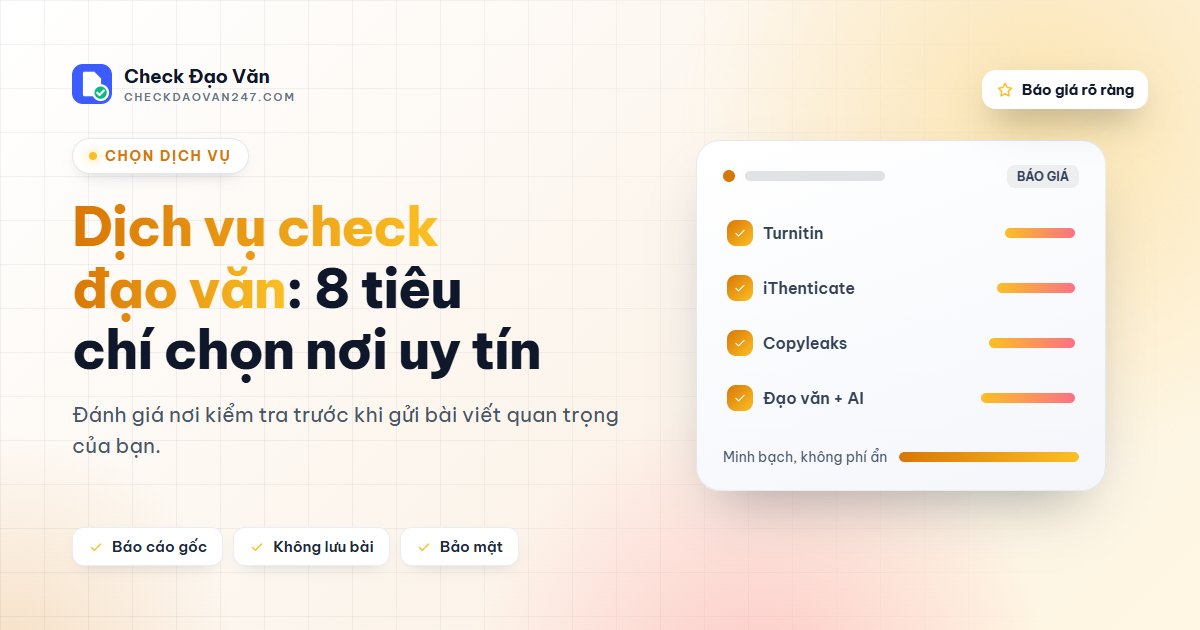 Check Đạo Văn
CHECKDAOVAN247.COM
CHỌN DỊCH VỤ
Dịch vụ check
đạo văn: 8 tiêu
chí chọn nơi uy tín
Đánh giá nơi kiểm tra trước khi gửi bài viết quan trọng
của bạn.
Báo cáo gốc
Không lưu bài
Bảo mật
Báo giá rõ ràng
BÁO GIÁ
Turnitin
iThenticate
Copyleaks
Đạo văn + AI
Minh bạch, không phí ẩn